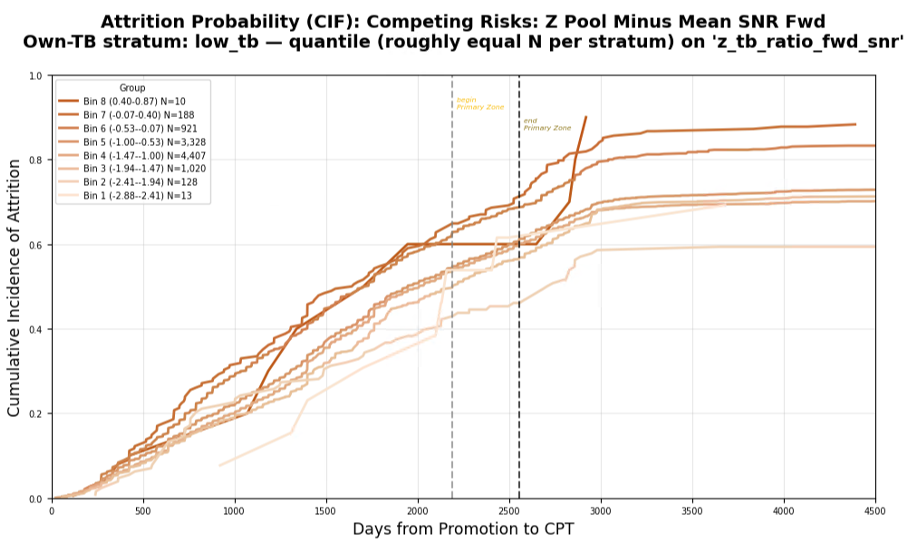 Attrition Probability (CIF): Competing Risks: Z Pool Minus Mean SNR Fwd
Own-TB stratum: low_tb — quantile (roughly equal N per stratum) on 'z_tb_ratio_fwd_snr'
Cumulative Incidence of Attrition
1.0
0.8
0.6
0.4
0.2
0.0
Group
Bin 8 (0.40-0.87) N=10
Bin 7 (-0.07-0.40) N=188
Bin 6 (-0.53--0.07) N=921
Bin 5 (-1.00--0.53) N=3,328
Bin 4 (-1.47--1.00) N=4,407
Bin 3 (-1.94--1.47) N=1,020
Bin 2 (-2.41--1.94) N=128
Bin 1 (-2.88--2.41) N=13
begin
Primary Zone
end
Primary Zone
0 500 1000 1500 2000 2500 3000 3500 4000 4500
Days from Promotion to CPT